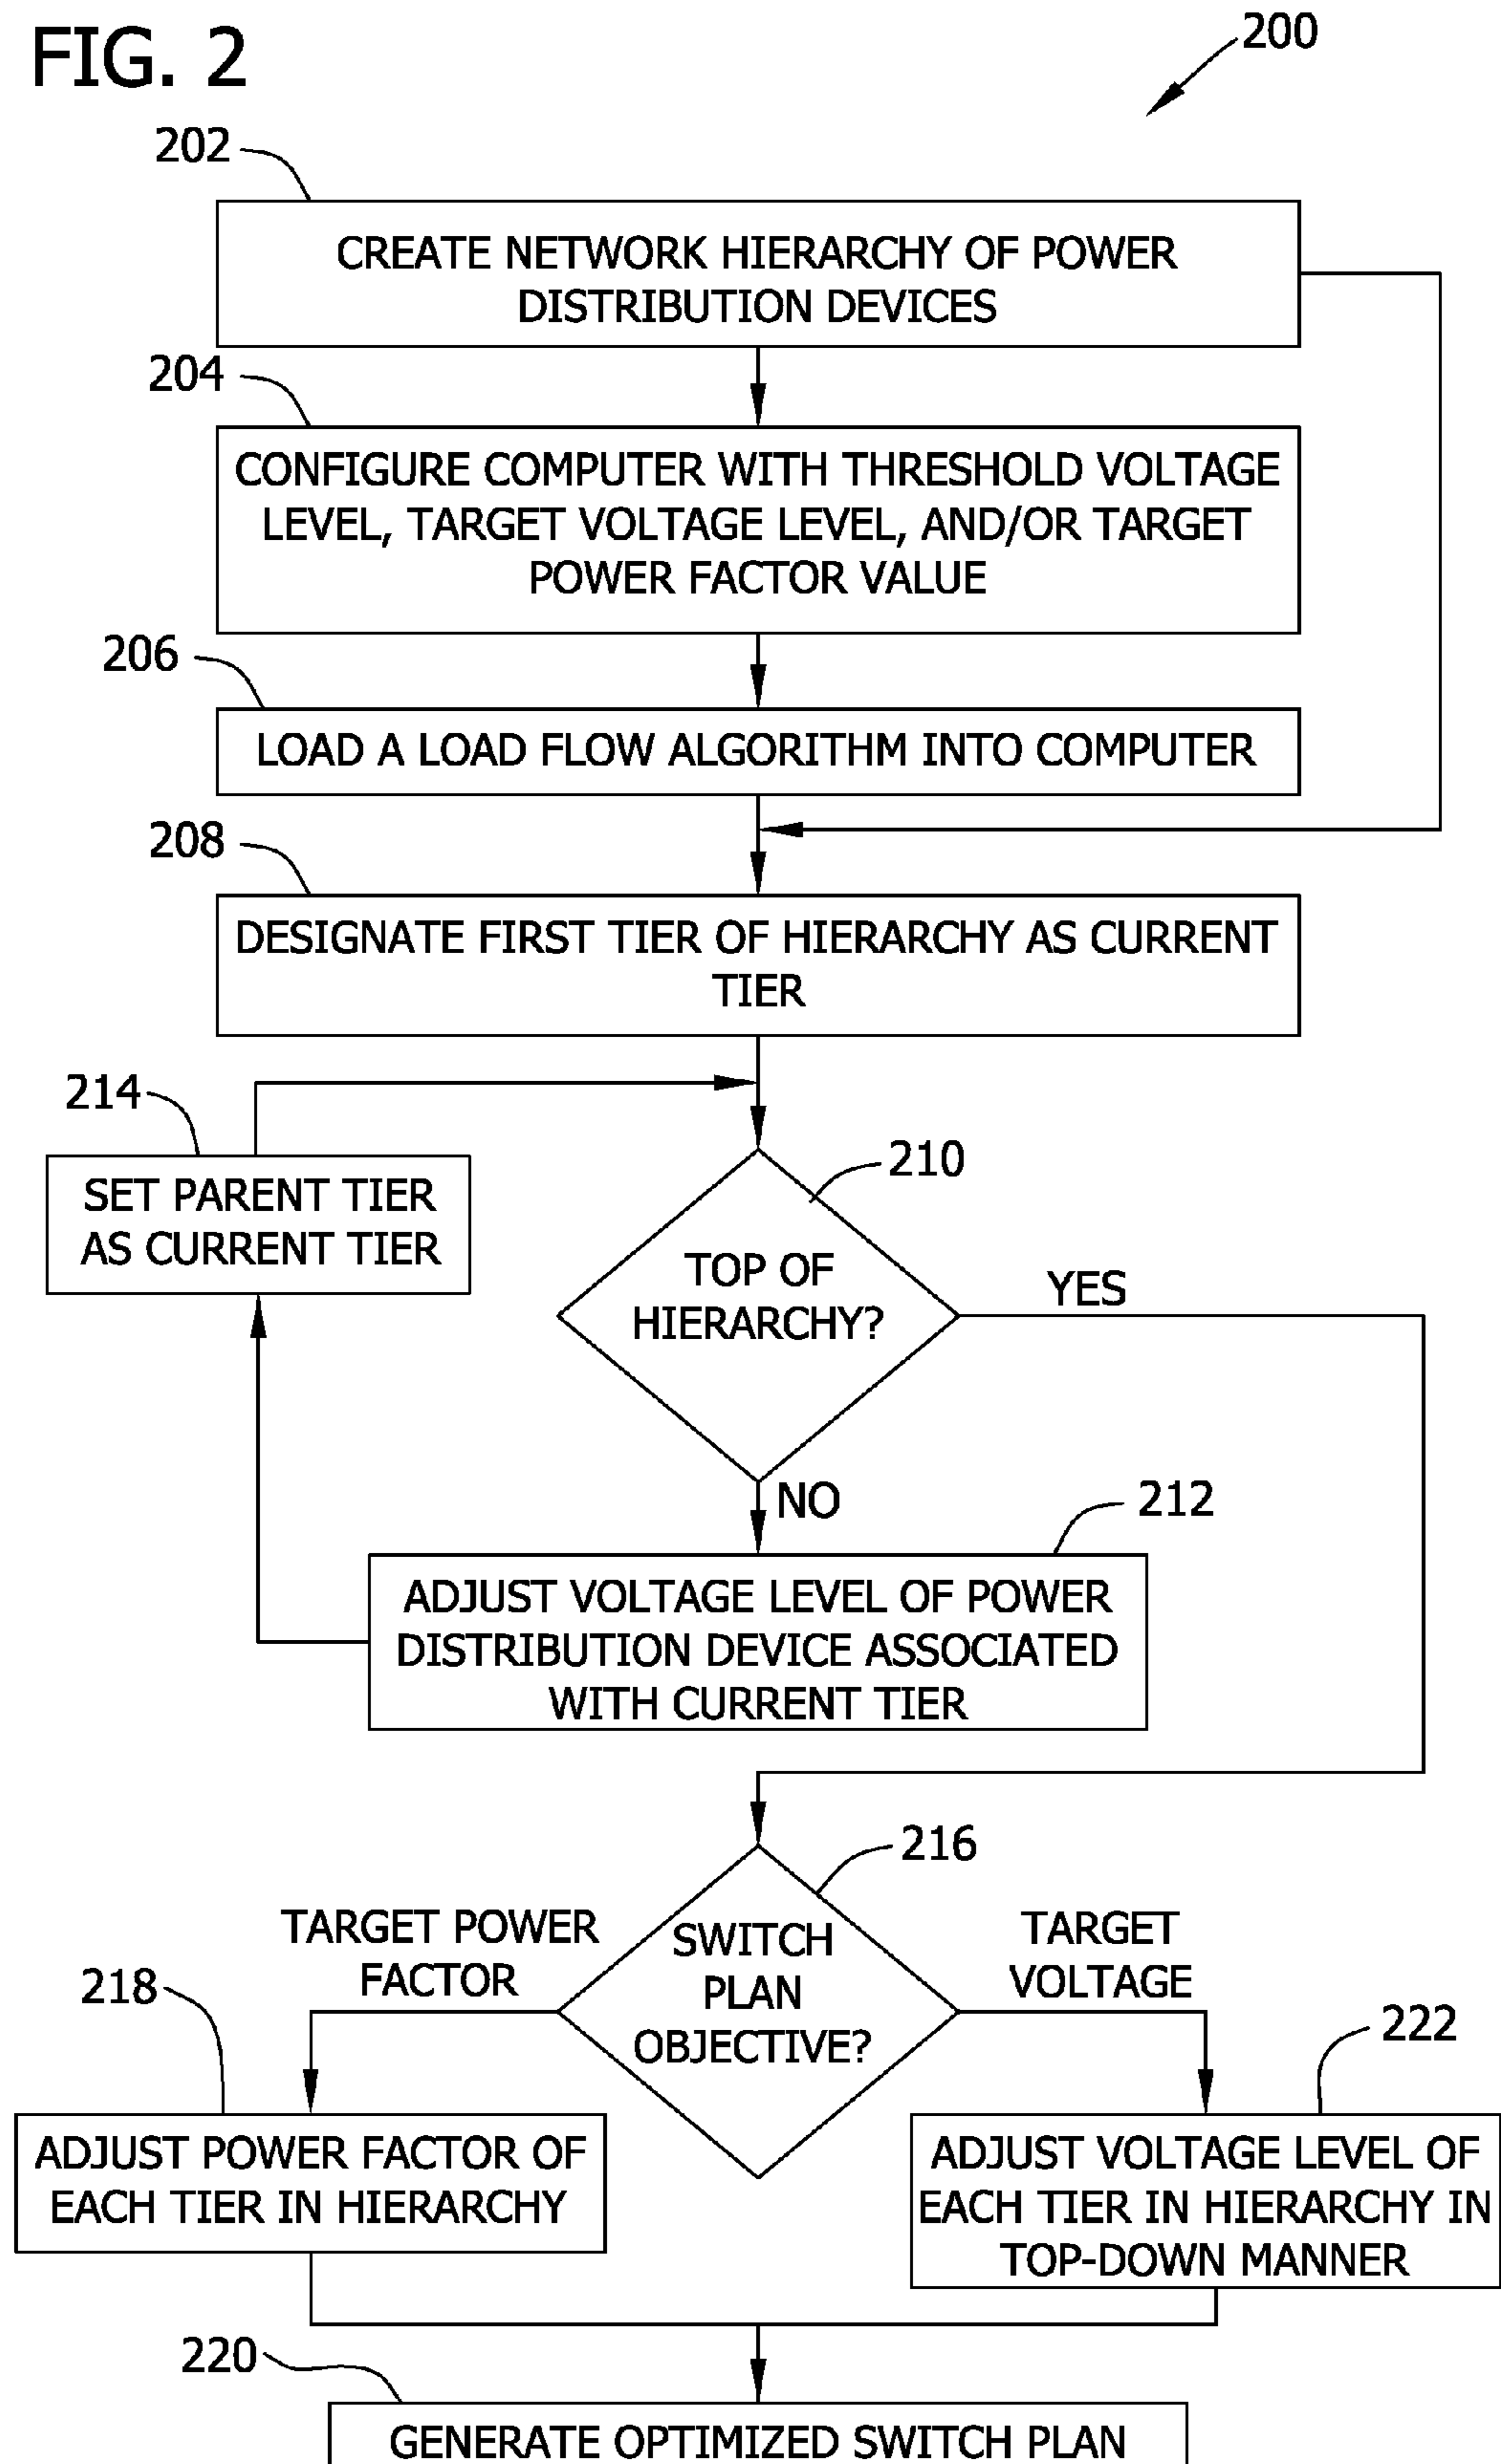 FIG. 2
200
202
CREATE NETWORK HIERARCHY OF POWER
DISTRIBUTION DEVICES
204
CONFIGURE COMPUTER WITH THRESHOLD VOLTAGE
LEVEL, TARGET VOLTAGE LEVEL, AND/OR TARGET
POWER FACTOR VALUE
206
LOAD A LOAD FLOW ALGORITHM INTO COMPUTER
208
DESIGNATE FIRST TIER OF HIERARCHY AS CURRENT
TIER
214
SET PARENT TIER
AS CURRENT TIER
210
TOP OF
HIERARCHY?
YES
NO
212
ADJUST VOLTAGE LEVEL OF POWER
DISTRIBUTION DEVICE ASSOCIATED
WITH CURRENT TIER
216
SWITCH
PLAN
OBJECTIVE?
TARGET POWER
FACTOR
TARGET
VOLTAGE
218
ADJUST POWER FACTOR OF
EACH TIER IN HIERARCHY
222
ADJUST VOLTAGE LEVEL OF
EACH TIER IN HIERARCHY IN
TOP-DOWN MANNER
220
GENERATE OPTIMIZED SWITCH PLAN